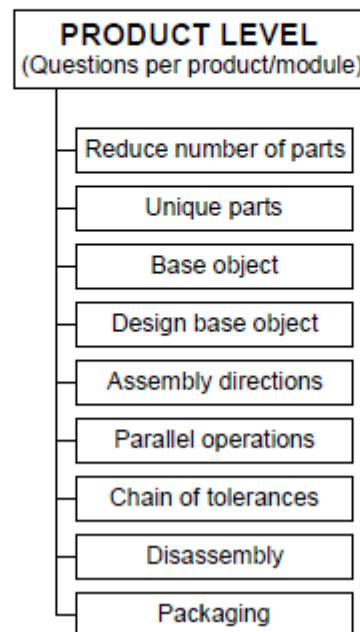 PRODUCT LEVEL
(Questions per product/module)
Reduce number of parts
Unique parts
Base object
Design base object
Assembly directions
Parallel operations
Chain of tolerances
Disassembly
Packaging